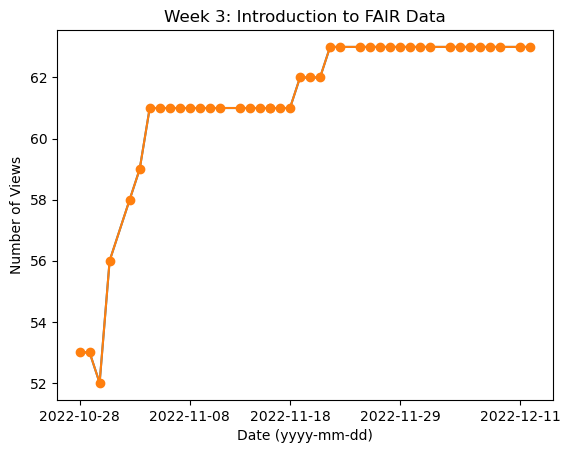 Week 3: Introduction to FAIR Data
Number of Views
62
60
58
56
54
52
2022-10-28 2022-11-08 2022-11-18 2022-11-29 2022-12-11
Date (yyyy-mm-dd)